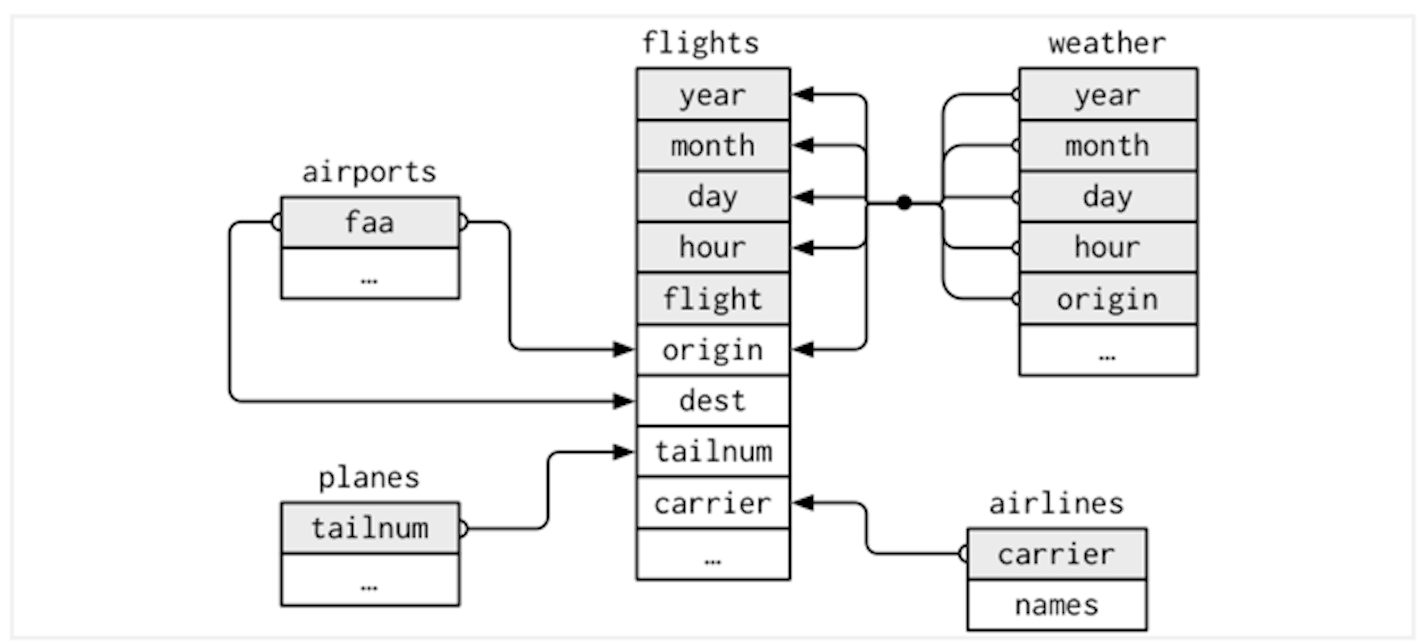 flights
year
month
day
hour
flight
origin
dest
tailnum
carrier
…
weather
year
month
day
hour
origin
…
airports
faa
…
planes
tailnum
…
airlines
carrier
names